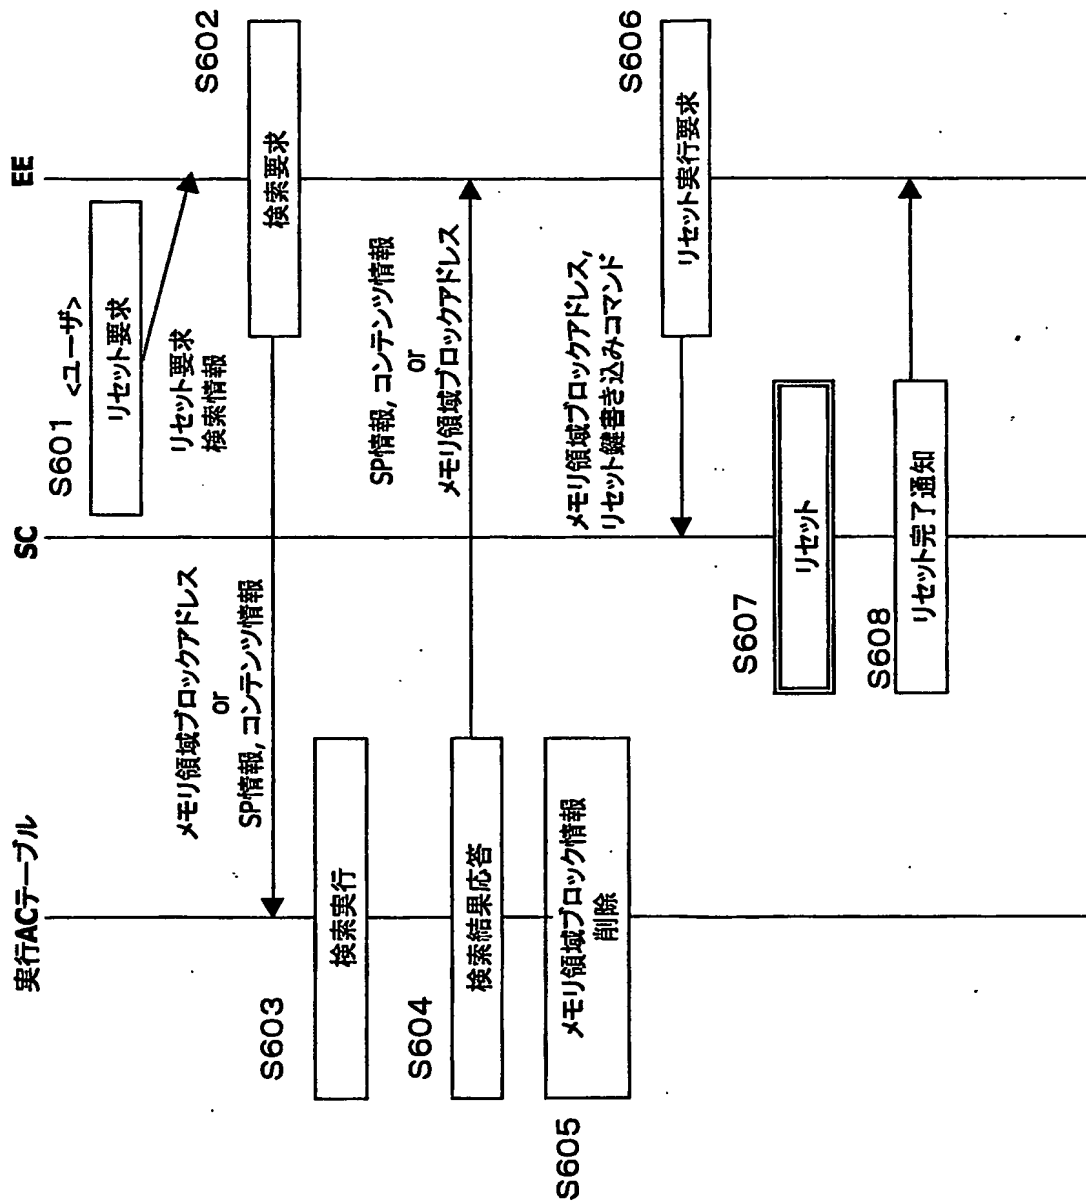 実行ACテーブル
SC
EE
S601
<ユーザ>
リセット要求
リセット要求
検索情報
S602
検索要求
メモリ領域ブロックアドレス
or
SP情報, コンテンツ情報
S603
検索実行
S604
検索結果応答
SP情報, コンテンツ情報
or
メモリ領域ブロックアドレス
S605
メモリ領域ブロック情報
削除
S606
リセット実行要求
メモリ領域ブロックアドレス,
リセット鍵書き込みコマンド
S607
リセット
S608
リセット完了通知